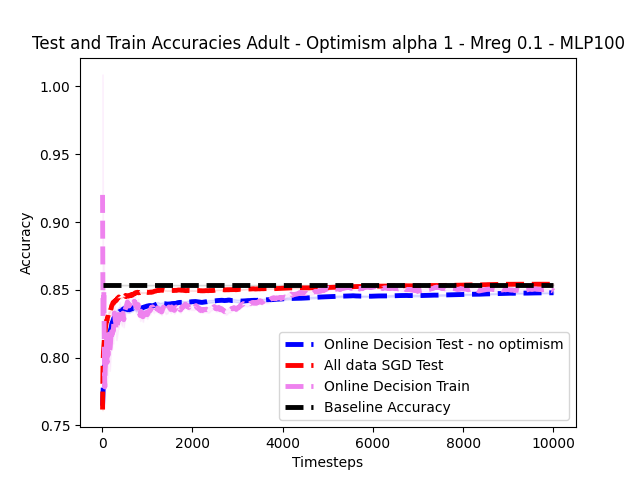 Test and Train Accuracies Adult - Optimism alpha 1 - Mreg 0.1 - MLP100
1.00
0.95
0.90
0.85
0.80
0.75
Accuracy
Online Decision Test - no optimism
All data SGD Test
Online Decision Train
Baseline Accuracy
0 2000 4000 6000 8000 10000
Timesteps